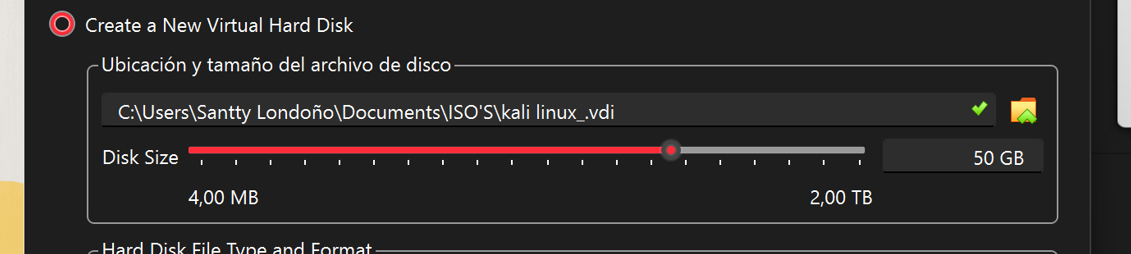 Create a New Virtual Hard Disk
Ubicación y tamaño del archivo de disco
C:\Users\Santty Londoño\Documents\ISO'S\kali linux_.vdi
Disk Size
50 GB
4,00 MB
2,00 TB
Hard Disk File Type and Format